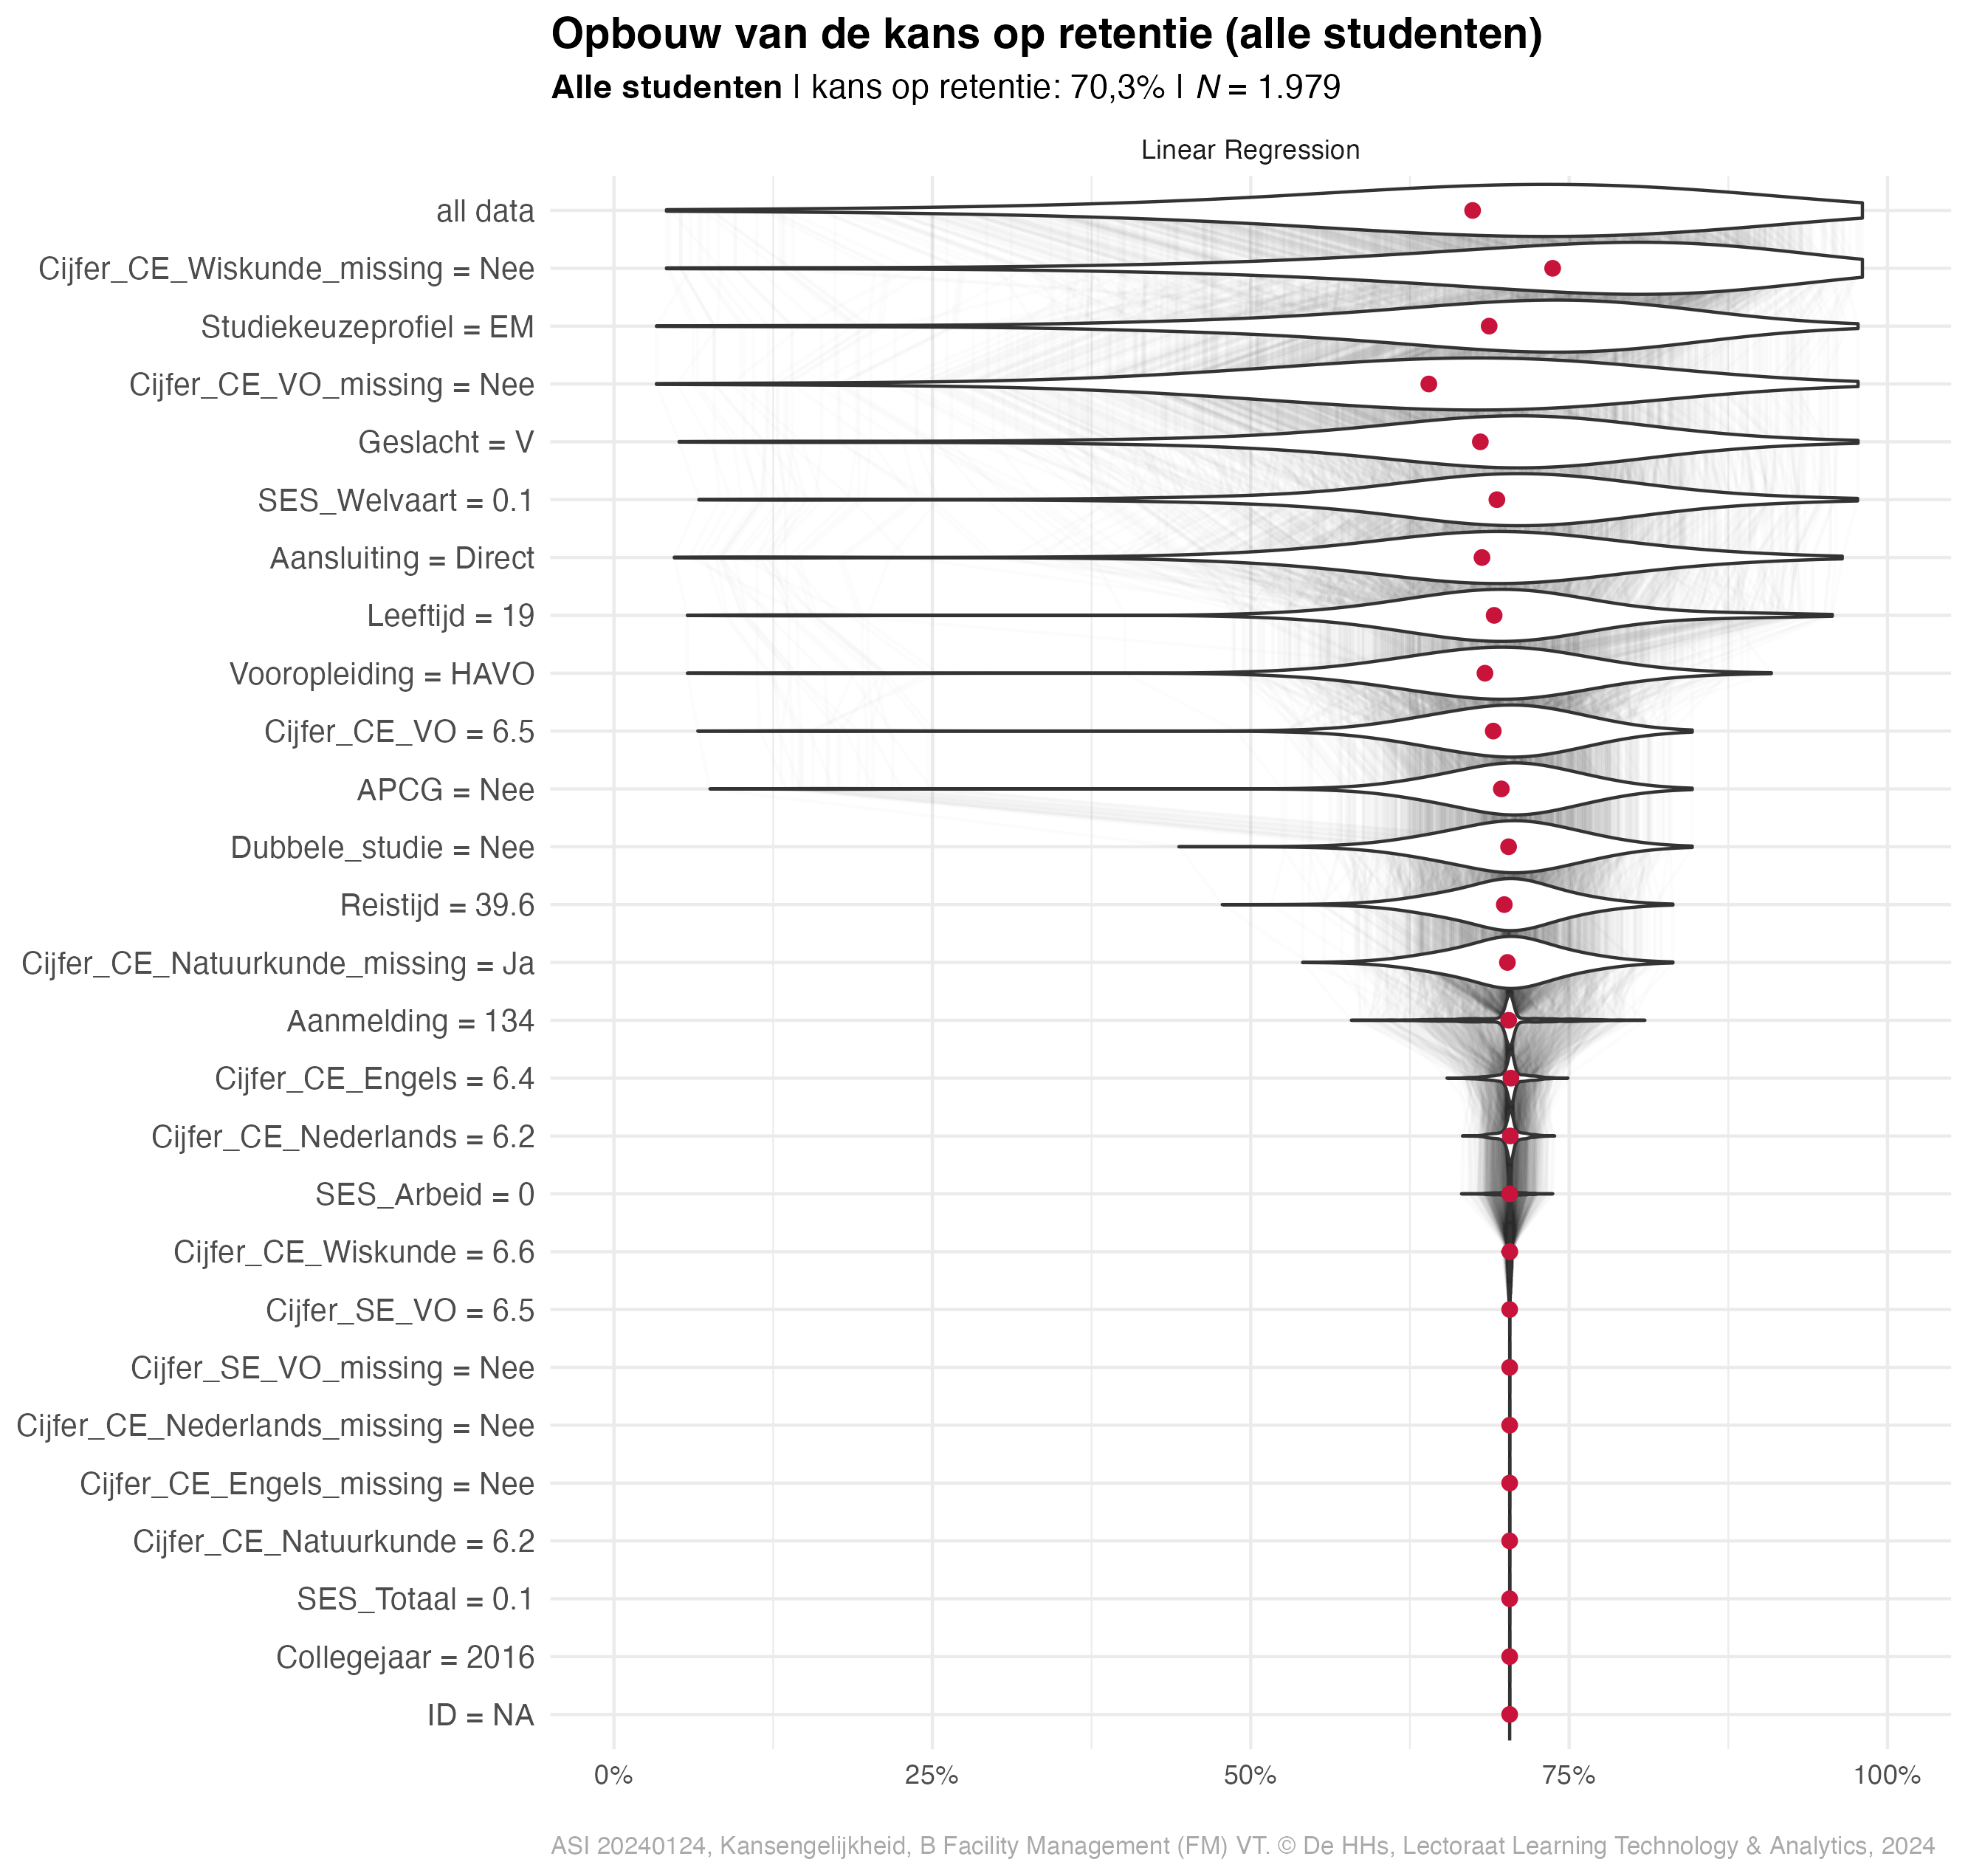 Opbouw van de kans op retentie (alle studenten)
Alle studenten | kans op retentie: 70,3% | N = 1.979
Linear Regression
all data
Cijfer_CE_Wiskunde_missing = Nee
Studiekeuzeprofiel = EM
Cijfer_CE_VO_missing = Nee
Geslacht = V
SES_Welvaart = 0.1
Aansluiting = Direct
Leeftijd = 19
Vooropleiding = HAVO
Cijfer_CE_VO = 6.5
APCG = Nee
Dubbele_studie = Nee
Reistijd = 39.6
Cijfer_CE_Natuurkunde_missing = Ja
Aanmelding = 134
Cijfer_CE_Engels = 6.4
Cijfer_CE_Nederlands = 6.2
SES_Arbeid = 0
Cijfer_CE_Wiskunde = 6.6
Cijfer_SE_VO = 6.5
Cijfer_SE_VO_missing = Nee
Cijfer_CE_Nederlands_missing = Nee
Cijfer_CE_Engels_missing = Nee
Cijfer_CE_Natuurkunde = 6.2
SES_Totaal = 0.1
Collegejaar = 2016
ID = NA
0% 25% 50% 75% 100%
ASI 20240124, Kansengelijkheid, B Facility Management (FM) VT. © De HHs, Lectoraat Learning Technology & Analytics, 2024